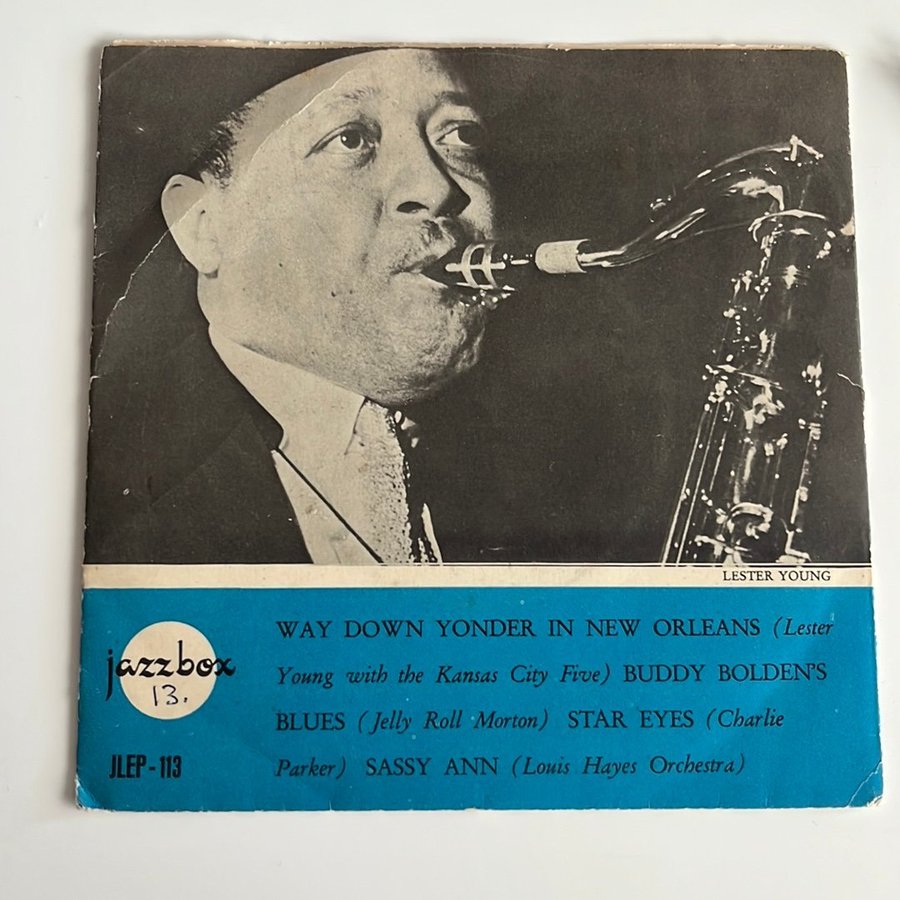 LESTER YOUNG
WAY DOWN YONDER IN NEW ORLEANS (Lester
Young with the Kansas City Five) BUDDY BOLDEN'S
BLUES (Jelly Roll Morton) STAR EYES (Charlie
Parker) SASSY ANN (Louis Hayes Orchestra)
jazzbox
13.
JLEP-113